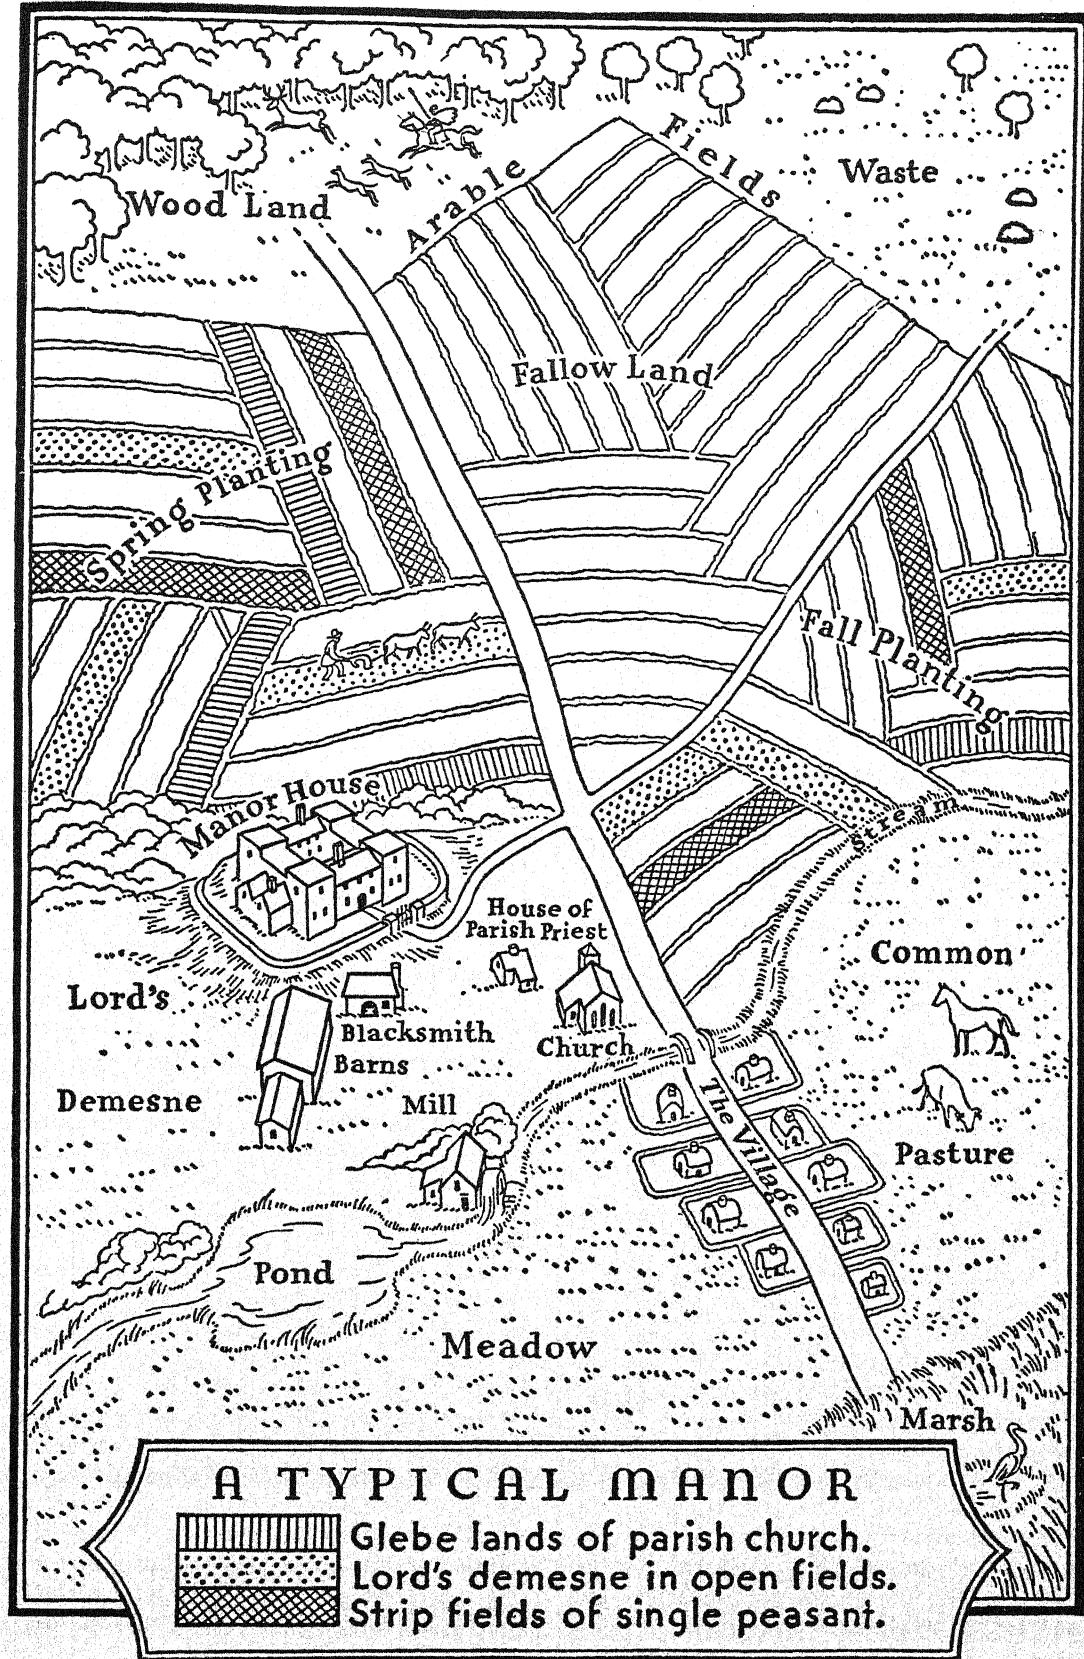 Arable Fields
Waste
Wood Land
Fallow Land
Spring Planting
Fall Planting
Manor House
Stream
House of
Parish Priest
Common
Lord's
Blacksmith
Church
Barns
Demesne
Mill
The Village
Pasture
Pond
Meadow
Marsh
A TYPICAL MANOR
Glebe lands of parish church.
Lord's demesne in open fields.
Strip fields of single peasant.